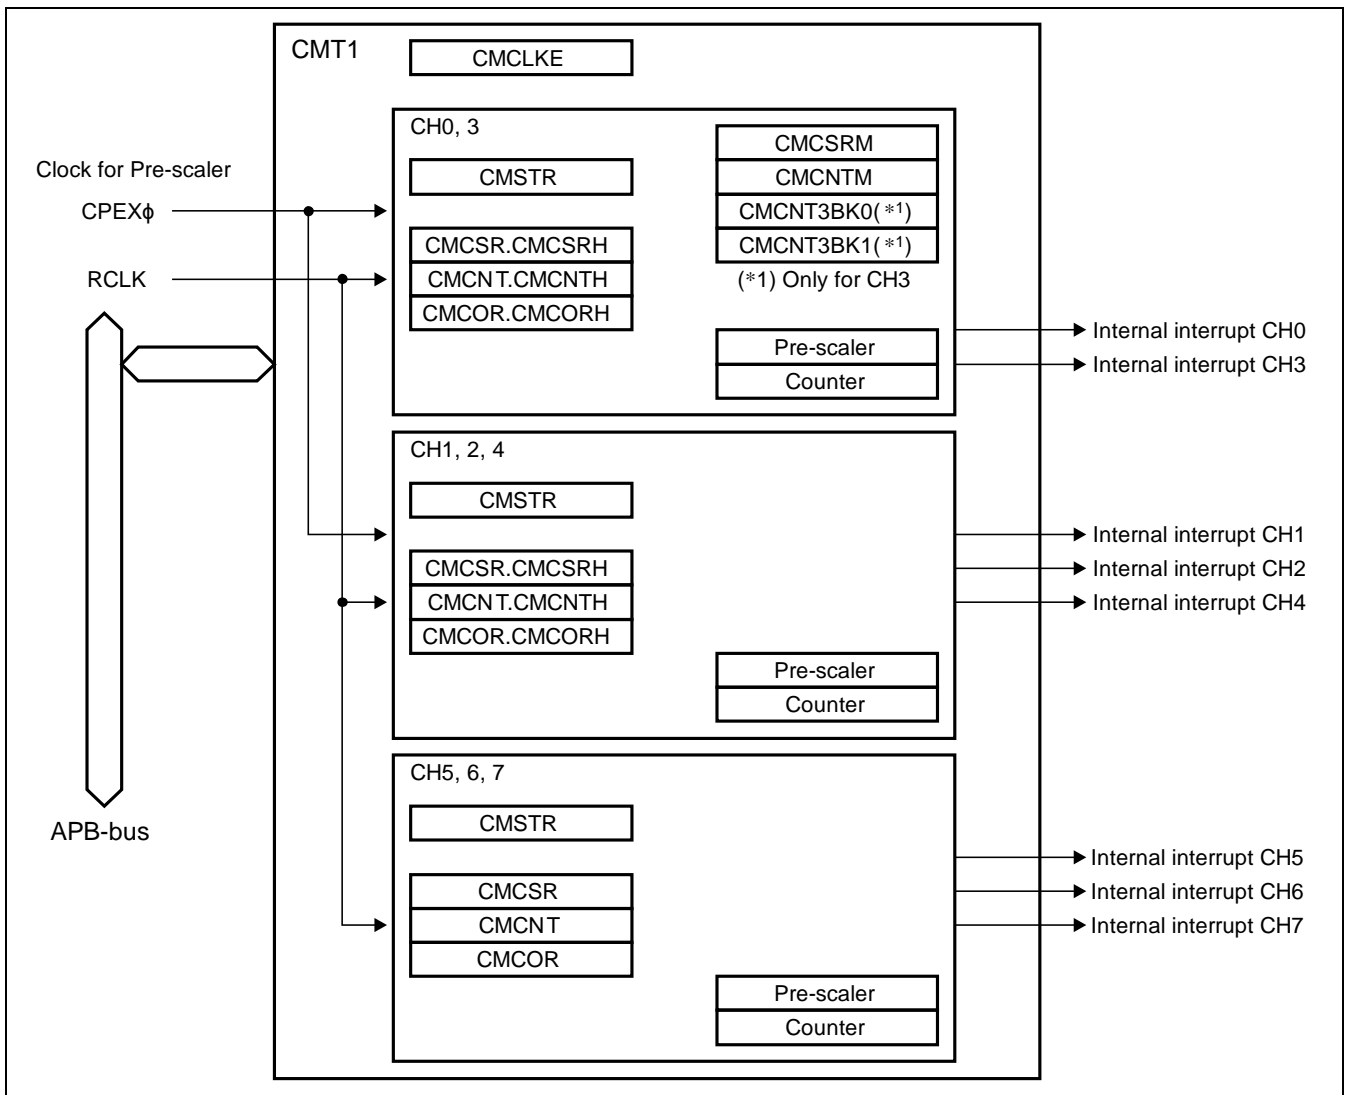 CMT1
CMCLKE
Clock for Pre-scaler
CPEXϕ
RCLK
APB-bus
CH0, 3
CMSTR
CMCSR.CMCSRH
CMCNT.CMCNTH
CMCOR.CMCORH
CMCSRM
CMCNTM
CMCNT3BK0(*1)
CMCNT3BK1(*1)
(*1) Only for CH3
Pre-scaler
Counter
Internal interrupt CH0
Internal interrupt CH3
CH1, 2, 4
CMSTR
CMCSR.CMCSRH
CMCNT.CMCNTH
CMCOR.CMCORH
Pre-scaler
Counter
Internal interrupt CH1
Internal interrupt CH2
Internal interrupt CH4
CH5, 6, 7
CMSTR
CMCSR
CMCNT
CMCOR
Pre-scaler
Counter
Internal interrupt CH5
Internal interrupt CH6
Internal interrupt CH7